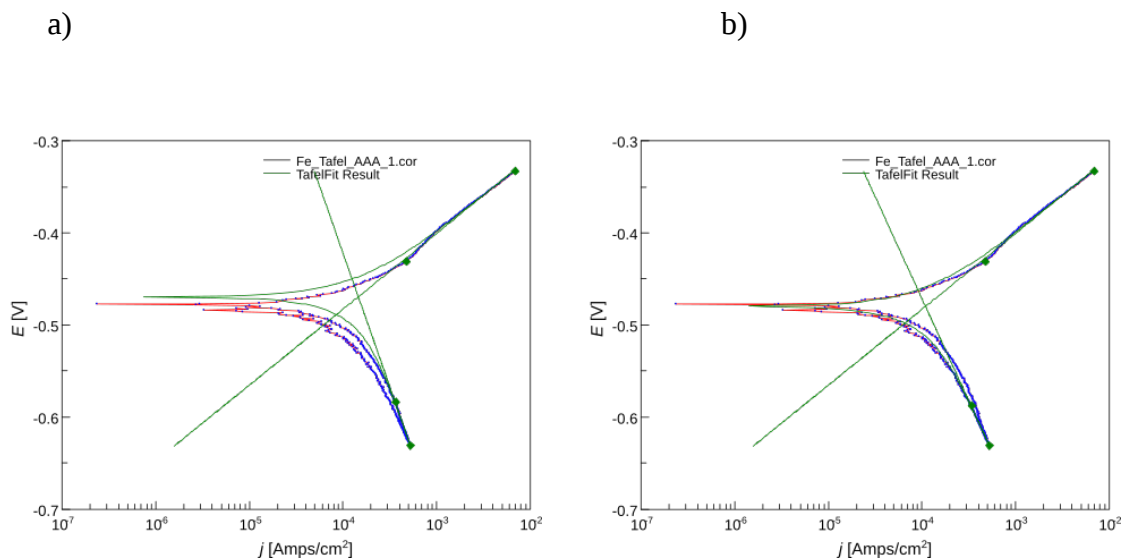 a)
b)
-0.3
-0.4
-0.5
-0.6
-0.7
E [V]
Fe_Tafel_AAA_1.cor
TafelFit Result
10⁷ 10⁶ 10⁵ 10⁴ 10³ 10²
j [Amps/cm²]
-0.3
-0.4
-0.5
-0.6
-0.7
E [V]
Fe_Tafel_AAA_1.cor
TafelFit Result
10⁷ 10⁶ 10⁵ 10⁴ 10³ 10²
j [Amps/cm²]